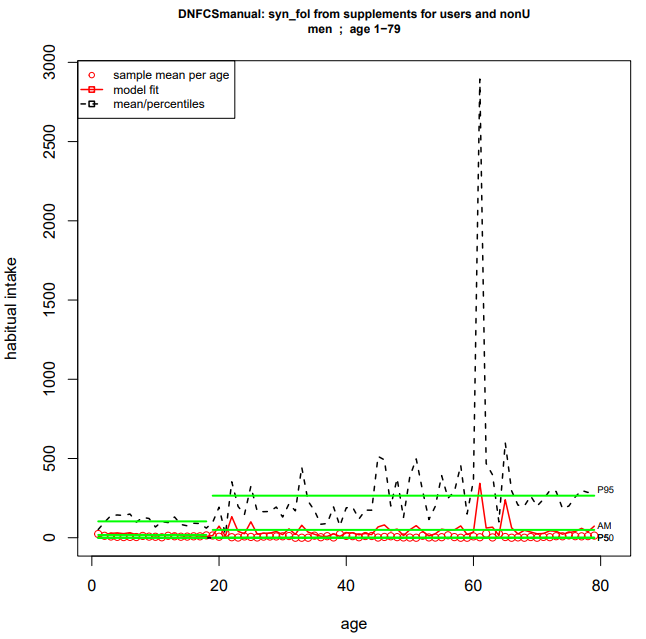 DNFCSmanual: syn_fol from supplements for users and nonU
men ; age 1−79
sample mean per age
model fit
mean/percentiles
habitual intake
3000
2500
2000
1500
1000
500
0
P95
AM
P50
0 20 40 60 80
age